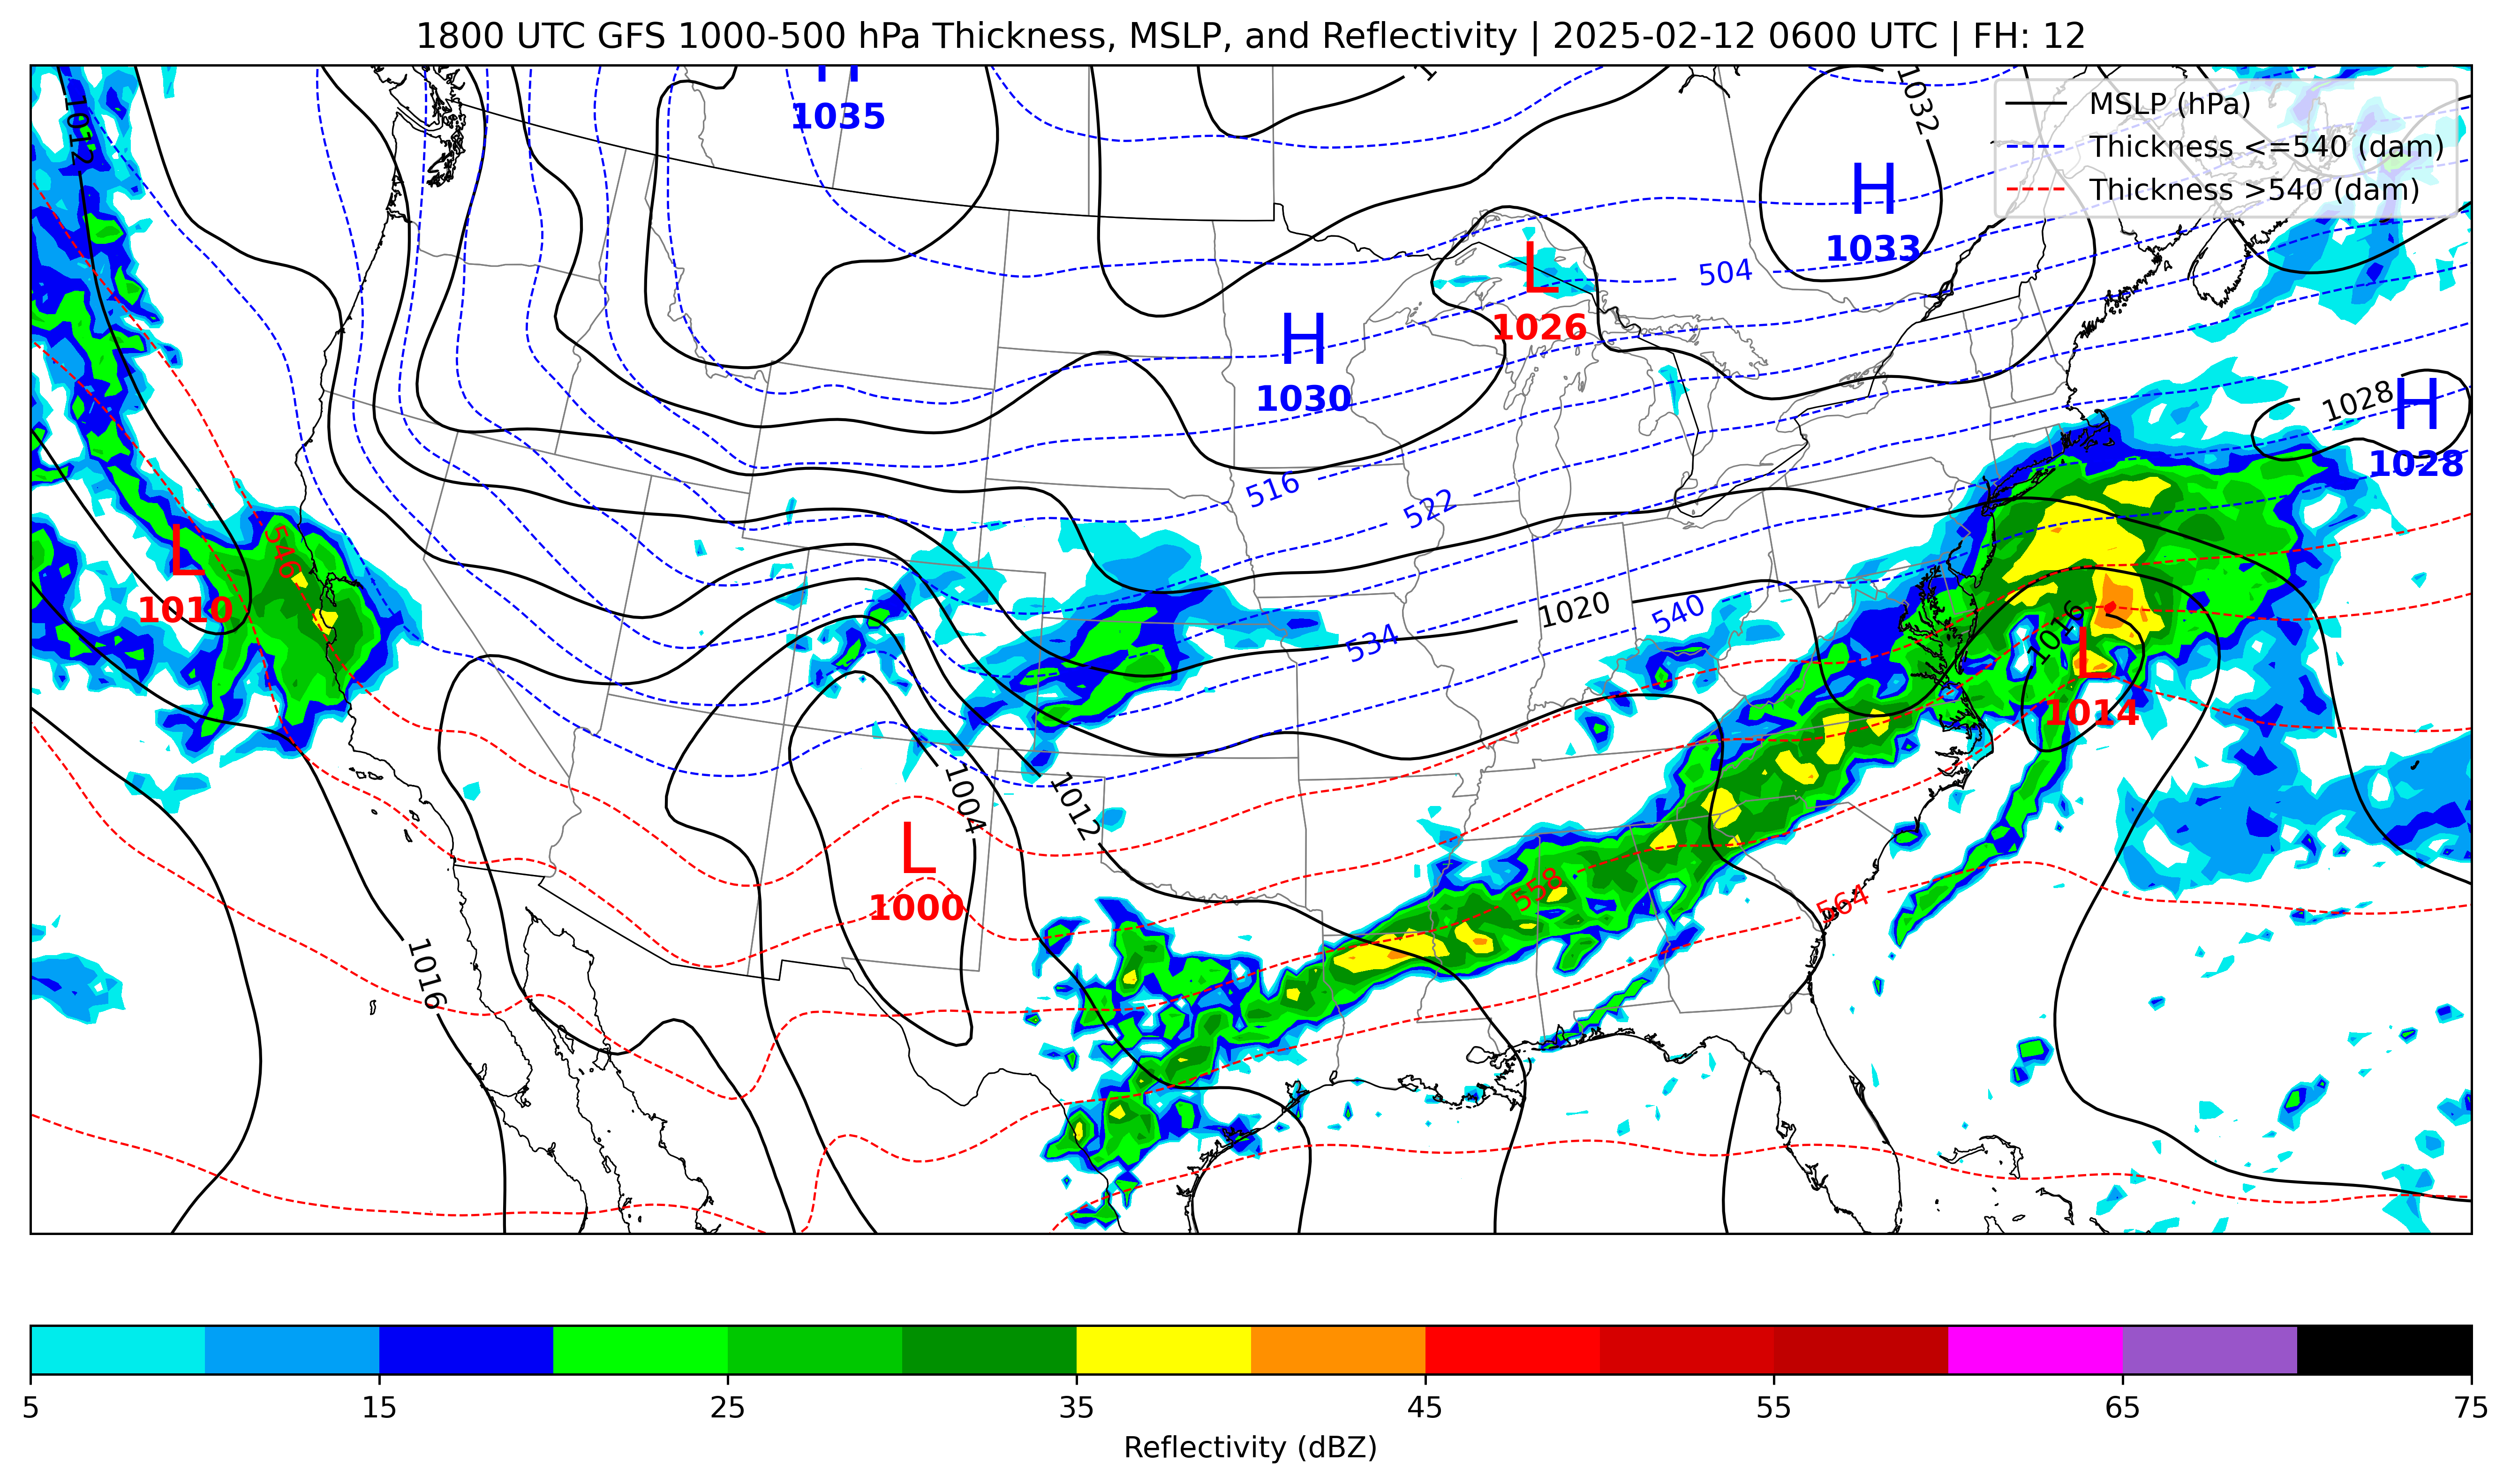 1800 UTC GFS 1000-500 hPa Thickness, MSLP, and Reflectivity | 2025-02-12 0600 UTC | FH: 12
MSLP (hPa)
Thickness <=540 (dam)
Thickness >540 (dam)
1012
H
1035
1032
H
1033
504
L
1026
H
1030
1028
H
1028
516
522
L
1010
546
1020
540
534
1016
L
1014
1004
1012
L
1000
558
564
1016
5
15
25
35
45
55
65
75
Reflectivity (dBZ)